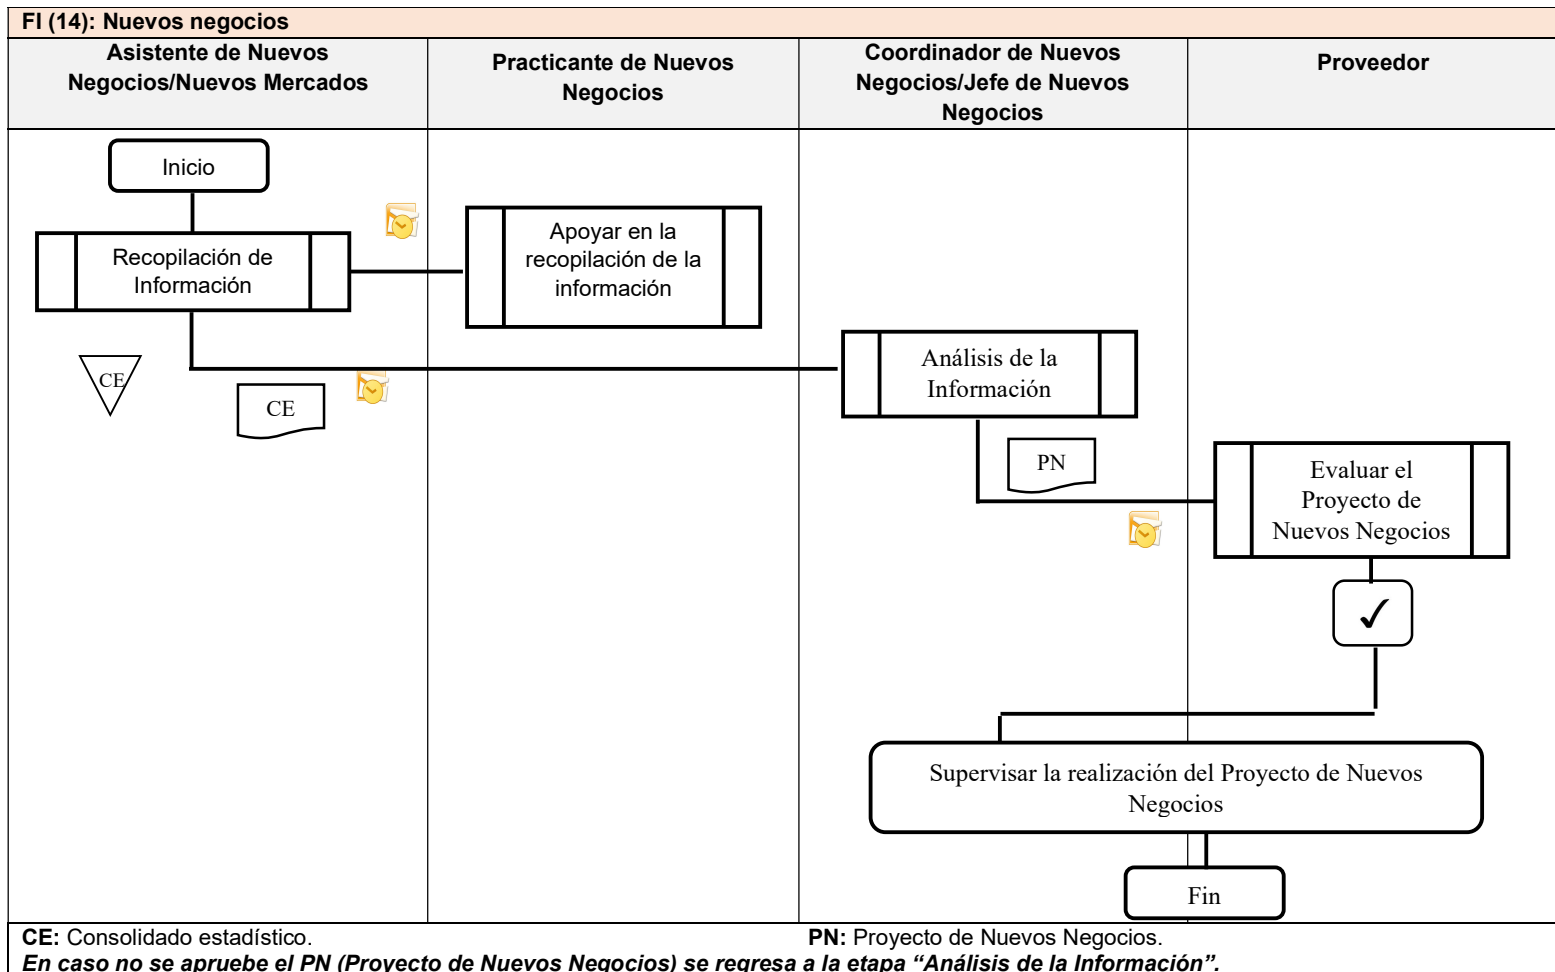 FI (14): Nuevos negocios
Asistente de Nuevos
Negocios/Nuevos Mercados
Practicante de Nuevos
Negocios
Coordinador de Nuevos
Negocios/Jefe de Nuevos
Negocios
Proveedor
Inicio
Recopilación de
Información
Apoyar en la
recopilación de la
información
CE
CE
Análisis de la
Información
PN
Evaluar el
Proyecto de
Nuevos Negocios
✓
Supervisar la realización del Proyecto de Nuevos
Negocios
Fin
CE: Consolidado estadístico.
PN: Proyecto de Nuevos Negocios.
En caso no se apruebe el PN (Proyecto de Nuevos Negocios) se regresa a la etapa “Análisis de la Información”.